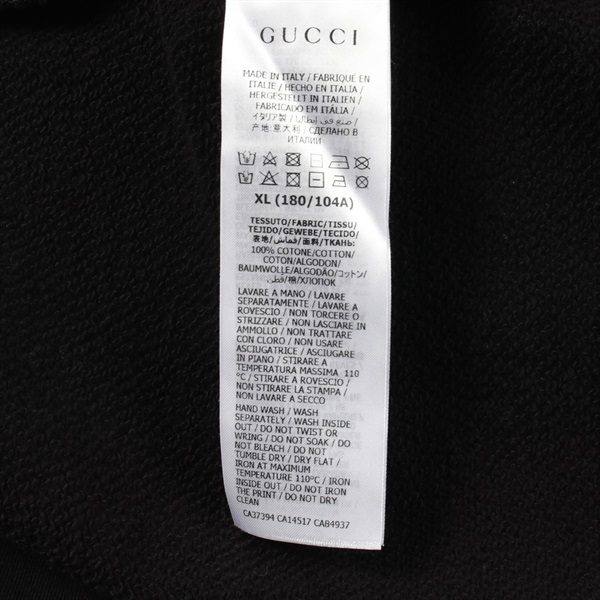 GUCCI
MADE IN ITALY / FABRIQUÉ EN
ITALIE / HECHO EN ITALIA /
HERGESTELLT IN ITALIEN /
FABRICADO EM ITÁLIA /
イタリア製 / صنع في إيطاليا /
产地:意大利 / СДЕЛАНО В
ИТАЛИИ
XL (180/104A)
TESSUTO/FABRIC/TISSU/
TEJIDO/GEWEBE/TECIDO/
表地/قماش/面料/ТКАНЬ:
100% COTONE/COTTON/
COTON/ALGODON/
BAUMWOLLE/ALGODÃO/コットン/
قطن/棉/ХЛОПОК
LAVARE A MANO / LAVARE
SEPARATAMENTE / LAVARE A
ROVESCIO / NON TORCERE O
STRIZZARE / NON LASCIARE IN
AMMOLLO / NON TRATTARE
CON CLORO / NON USARE
ASCIUGATRICE / ASCIUGARE
IN PIANO / STIRARE A
TEMPERATURA MASSIMA 110
°C / STIRARE A ROVESCIO /
NON STIRARE LA STAMPA /
NON LAVARE A SECCO
HAND WASH / WASH
SEPARATELY / WASH INSIDE
OUT / DO NOT TWIST OR
WRING / DO NOT SOAK / DO
NOT BLEACH / DO NOT
TUMBLE DRY / DRY FLAT /
IRON AT MAXIMUM
TEMPERATURE 110°C / IRON
INSIDE OUT / DO NOT IRON
THE PRINT / DO NOT DRY
CLEAN
CA37394 CA14517 CA84937